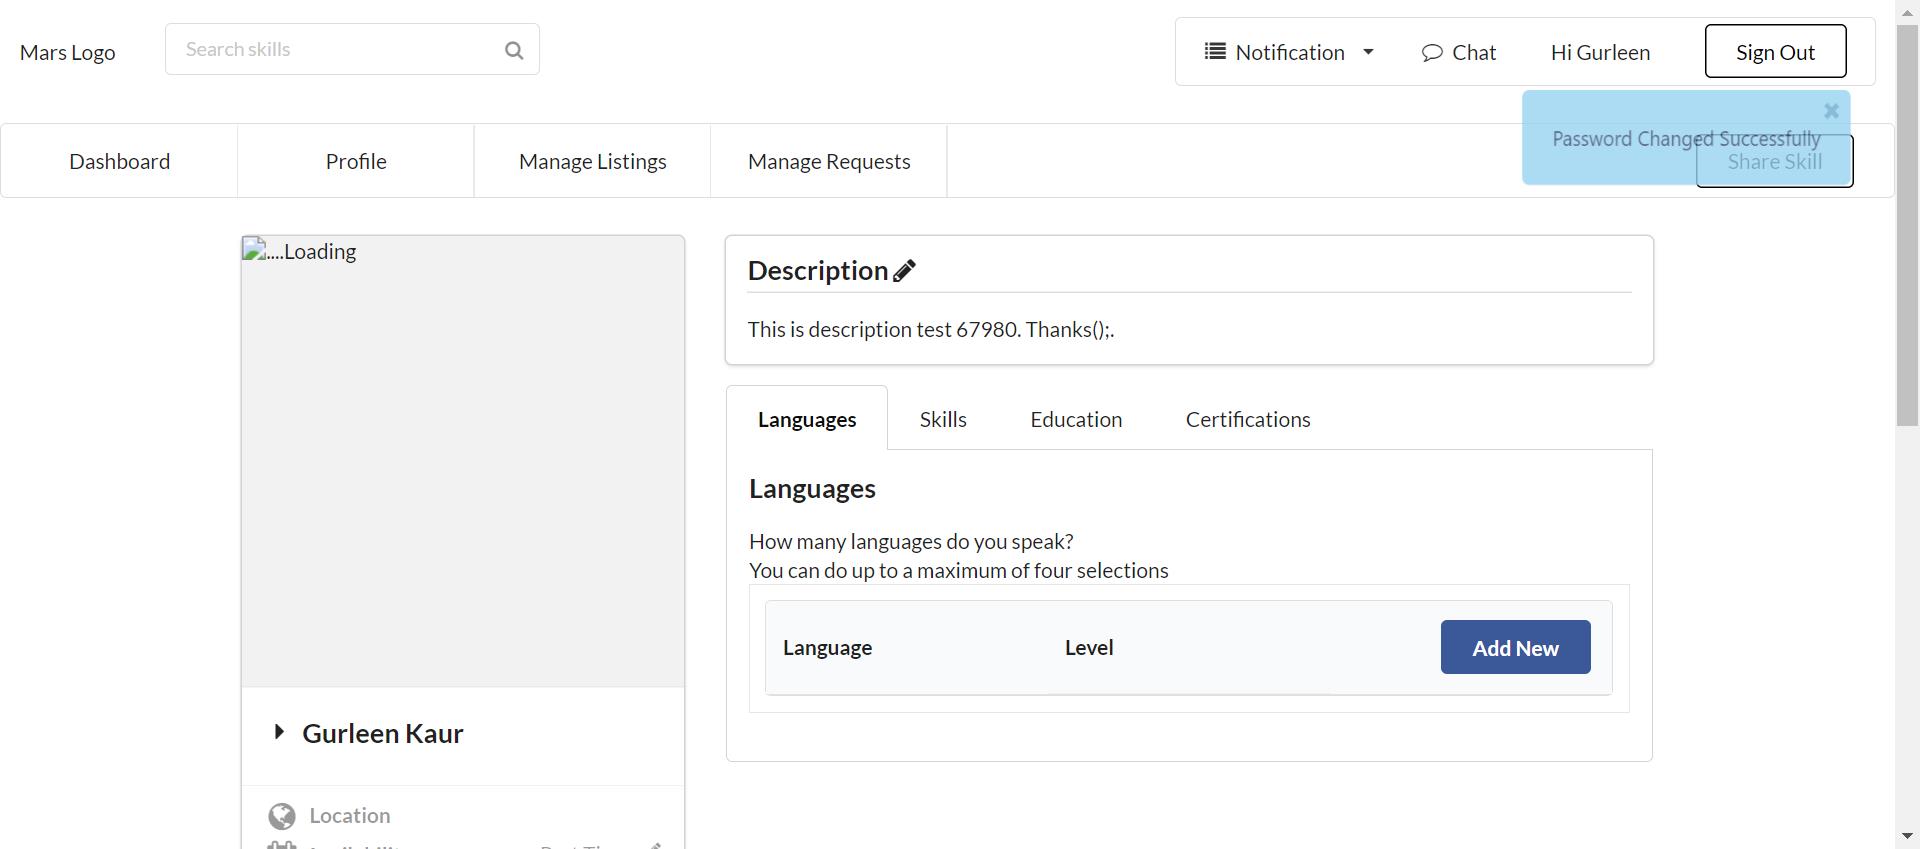 Mars Logo
Search skills
Notification
Chat
Hi Gurleen
Sign Out
Password Changed Successfully
Dashboard
Profile
Manage Listings
Manage Requests
Share Skill
....Loading
Description
This is description test 67980. Thanks();.
Languages
Skills
Education
Certifications
Languages
How many languages do you speak?
You can do up to a maximum of four selections
Language
Level
Add New
Gurleen Kaur
Location